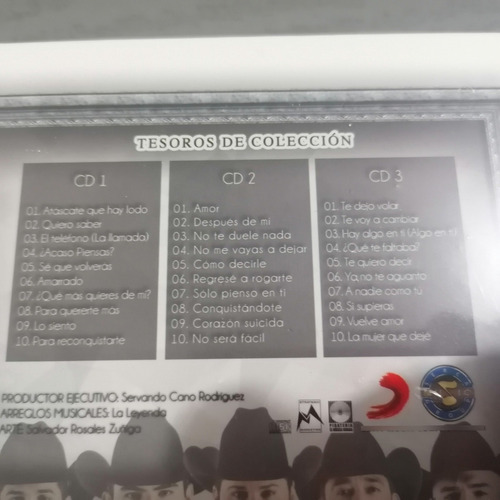 TESOROS DE COLECCIÓN
CD 1
01. Atáscate que hay lodo
02. Quiero saber
03. El teléfono (La llamada)
04. ¿Acaso Piensas?
05. Sé que volverás
06. Amarrado
07. ¿Qué más quieres de mi?
08. Para quererte más
09. Lo siento
10. Para reconquistarte
CD 2
01. Amor
02. Después de mi
03. No te duele nada
04. No me vayas a dejar
05. Cómo decirle
06. Regresé a rogarte
07. Sólo pienso en ti
08. Conquistándote
09. Corazón suicida
10. No será fácil
CD 3
01. Te dejo volar
02. Te voy a cambiar
03. Hay algo en ti (Algo en ti)
04. ¿Qué te faltaba?
05. Te quiero decir
06. Ya no te aguanto
07. A nadie como tu
08. Si superas
09. Vuelve amor
10. La mujer que dejé
PRODUCTOR EJECUTIVO: Servando Cano Rodríguez
ARREGLOS MUSICALES: La Leyenda
ARTE: Salvador Rosales Zuñiga